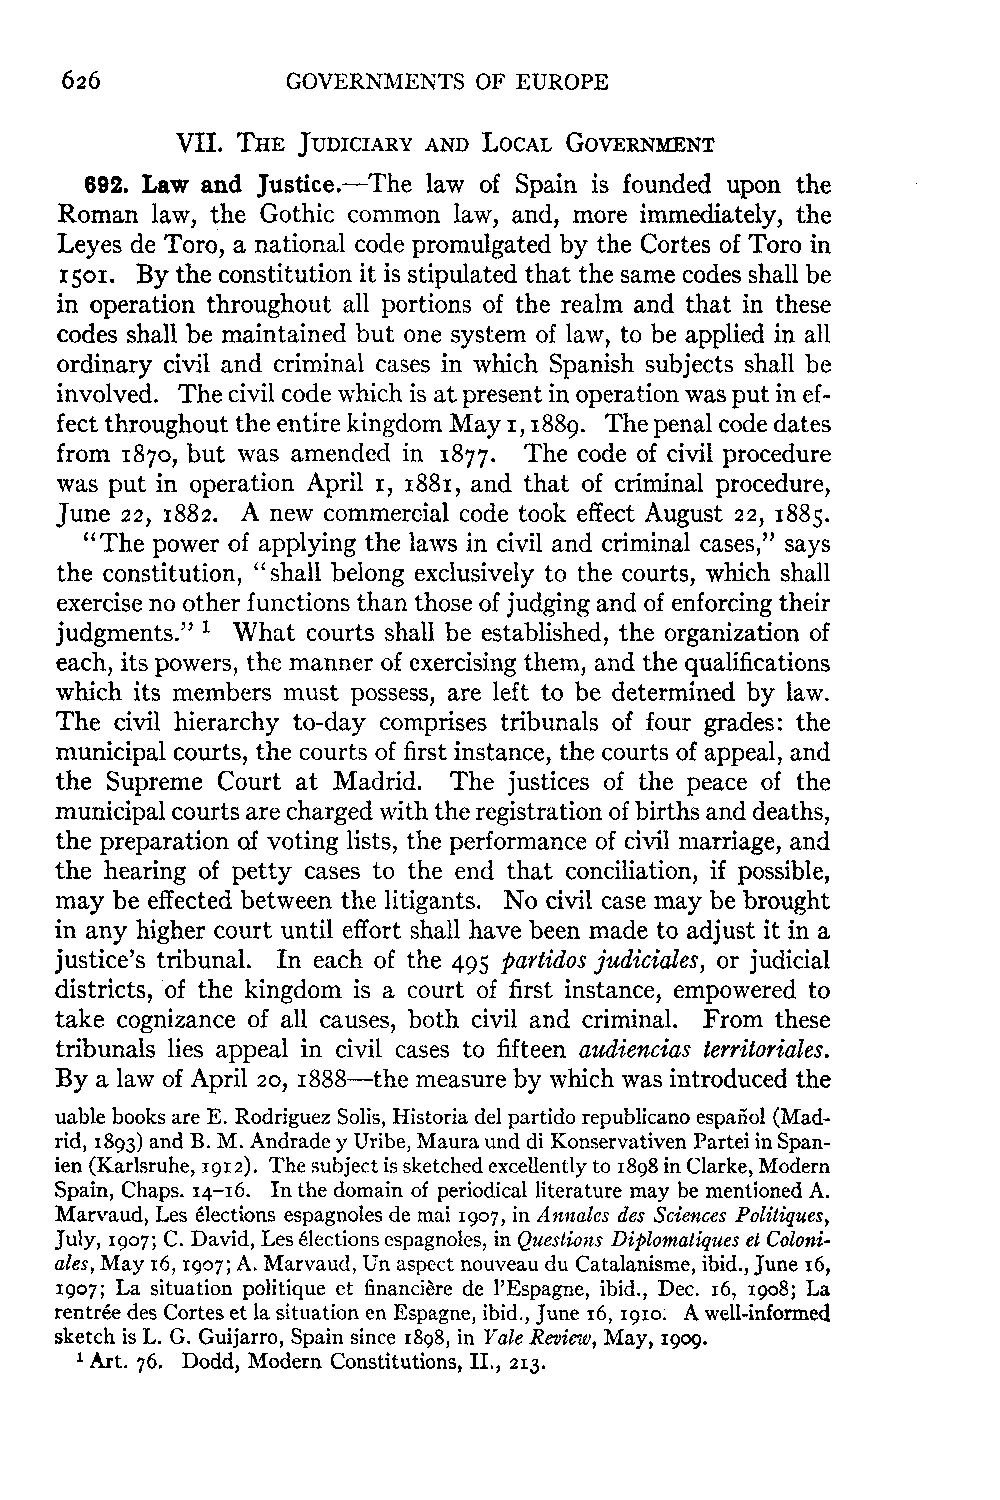 626 GOVERNMENTS OF EUROPE
VII. The Judiciary and Local Government
692. Law and Justice.—The law of Spain is founded upon the
Roman law, the Gothic common law, and, more immediately, the
Leyes de Toro, a national code promulgated by the Cortes of Toro in
1501. By the constitution it is stipulated that the same codes shall be
in operation throughout all portions of the realm and that in these
codes shall be maintained but one system of law, to be applied in all
ordinary civil and criminal cases in which Spanish subjects shall be
involved. The civil code which is at present in operation was put in ef-
fect throughout the entire kingdom May 1, 1889. The penal code dates
from 1870, but was amended in 1877. The code of civil procedure
was put in operation April 1, 1881, and that of criminal procedure,
June 22, 1882. A new commercial code took effect August 22, 1885.
"The power of applying the laws in civil and criminal cases," says
the constitution, "shall belong exclusively to the courts, which shall
exercise no other functions than those of judging and of enforcing their
judgments." 1 What courts shall be established, the organization of
each, its powers, the manner of exercising them, and the qualifications
which its members must possess, are left to be determined by law.
The civil hierarchy to-day comprises tribunals of four grades: the
municipal courts, the courts of first instance, the courts of appeal, and
the Supreme Court at Madrid. The justices of the peace of the
municipal courts are charged with the registration of births and deaths,
the preparation of voting lists, the performance of civil marriage, and
the hearing of petty cases to the end that conciliation, if possible,
may be effected between the litigants. No civil case may be brought
in any higher court until effort shall have been made to adjust it in a
justice's tribunal. In each of the 495 partidos judiciales, or judicial
districts, of the kingdom is a court of first instance, empowered to
take cognizance of all causes, both civil and criminal. From these
tribunals lies appeal in civil cases to fifteen audiencias territoriales.
By a law of April 20, 1888—the measure by which was introduced the
uable books are E. Rodriguez Solis, Historia del partido republicano español (Mad-
rid, 1893) and B. M. Andrade y Uribe, Maura und di Konservativen Partei in Span-
ien (Karlsruhe, 1912). The subject is sketched excellently to 1898 in Clarke, Modern
Spain, Chaps. 14–16. In the domain of periodical literature may be mentioned A.
Marvaud, Les élections espagnoles de mai 1907, in Annales des Sciences Politiques,
July, 1907; C. David, Les élections espagnoles, in Questions Diplomatiques et Coloni-
ales, May 16, 1907; A. Marvaud, Un aspect nouveau du Catalanisme, ibid., June 16,
1907; La situation politique et financière de l'Espagne, ibid., Dec. 16, 1908; La
rentrée des Cortes et la situation en Espagne, ibid., June 16, 1910. A well-informed
sketch is L. G. Guijarro, Spain since 1898, in Yale Review, May, 1909.
1 Art. 76. Dodd, Modern Constitutions, II., 213.